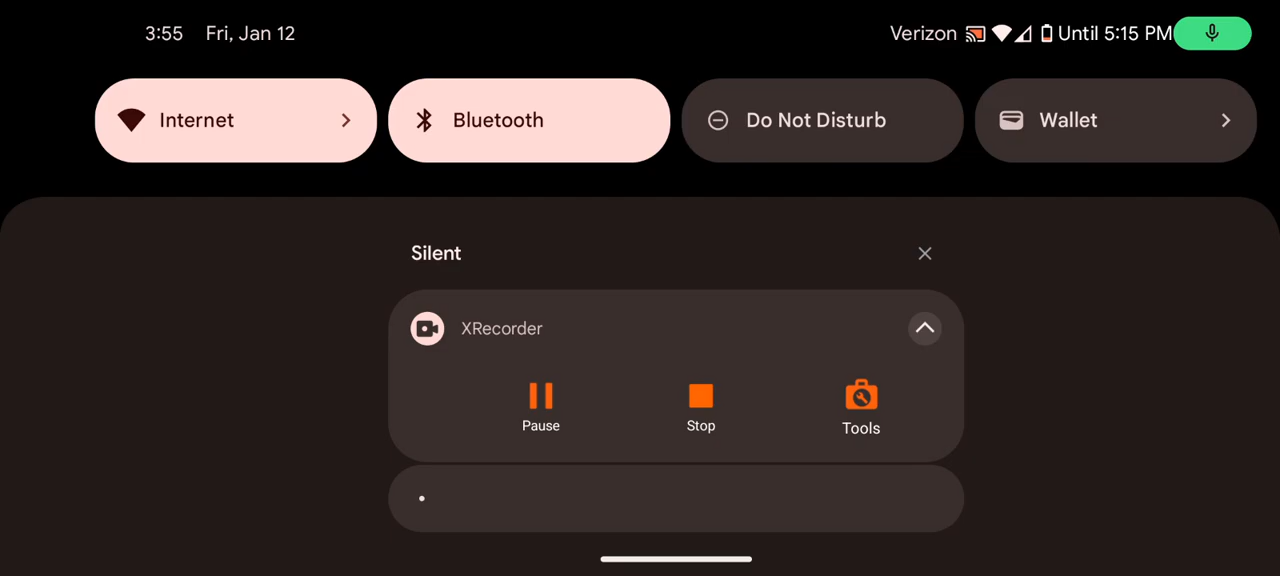 3:55 Fri, Jan 12 Verizon Until 5:15 PM
Internet Bluetooth Do Not Disturb Wallet
Silent
XRecorder
Pause Stop Tools